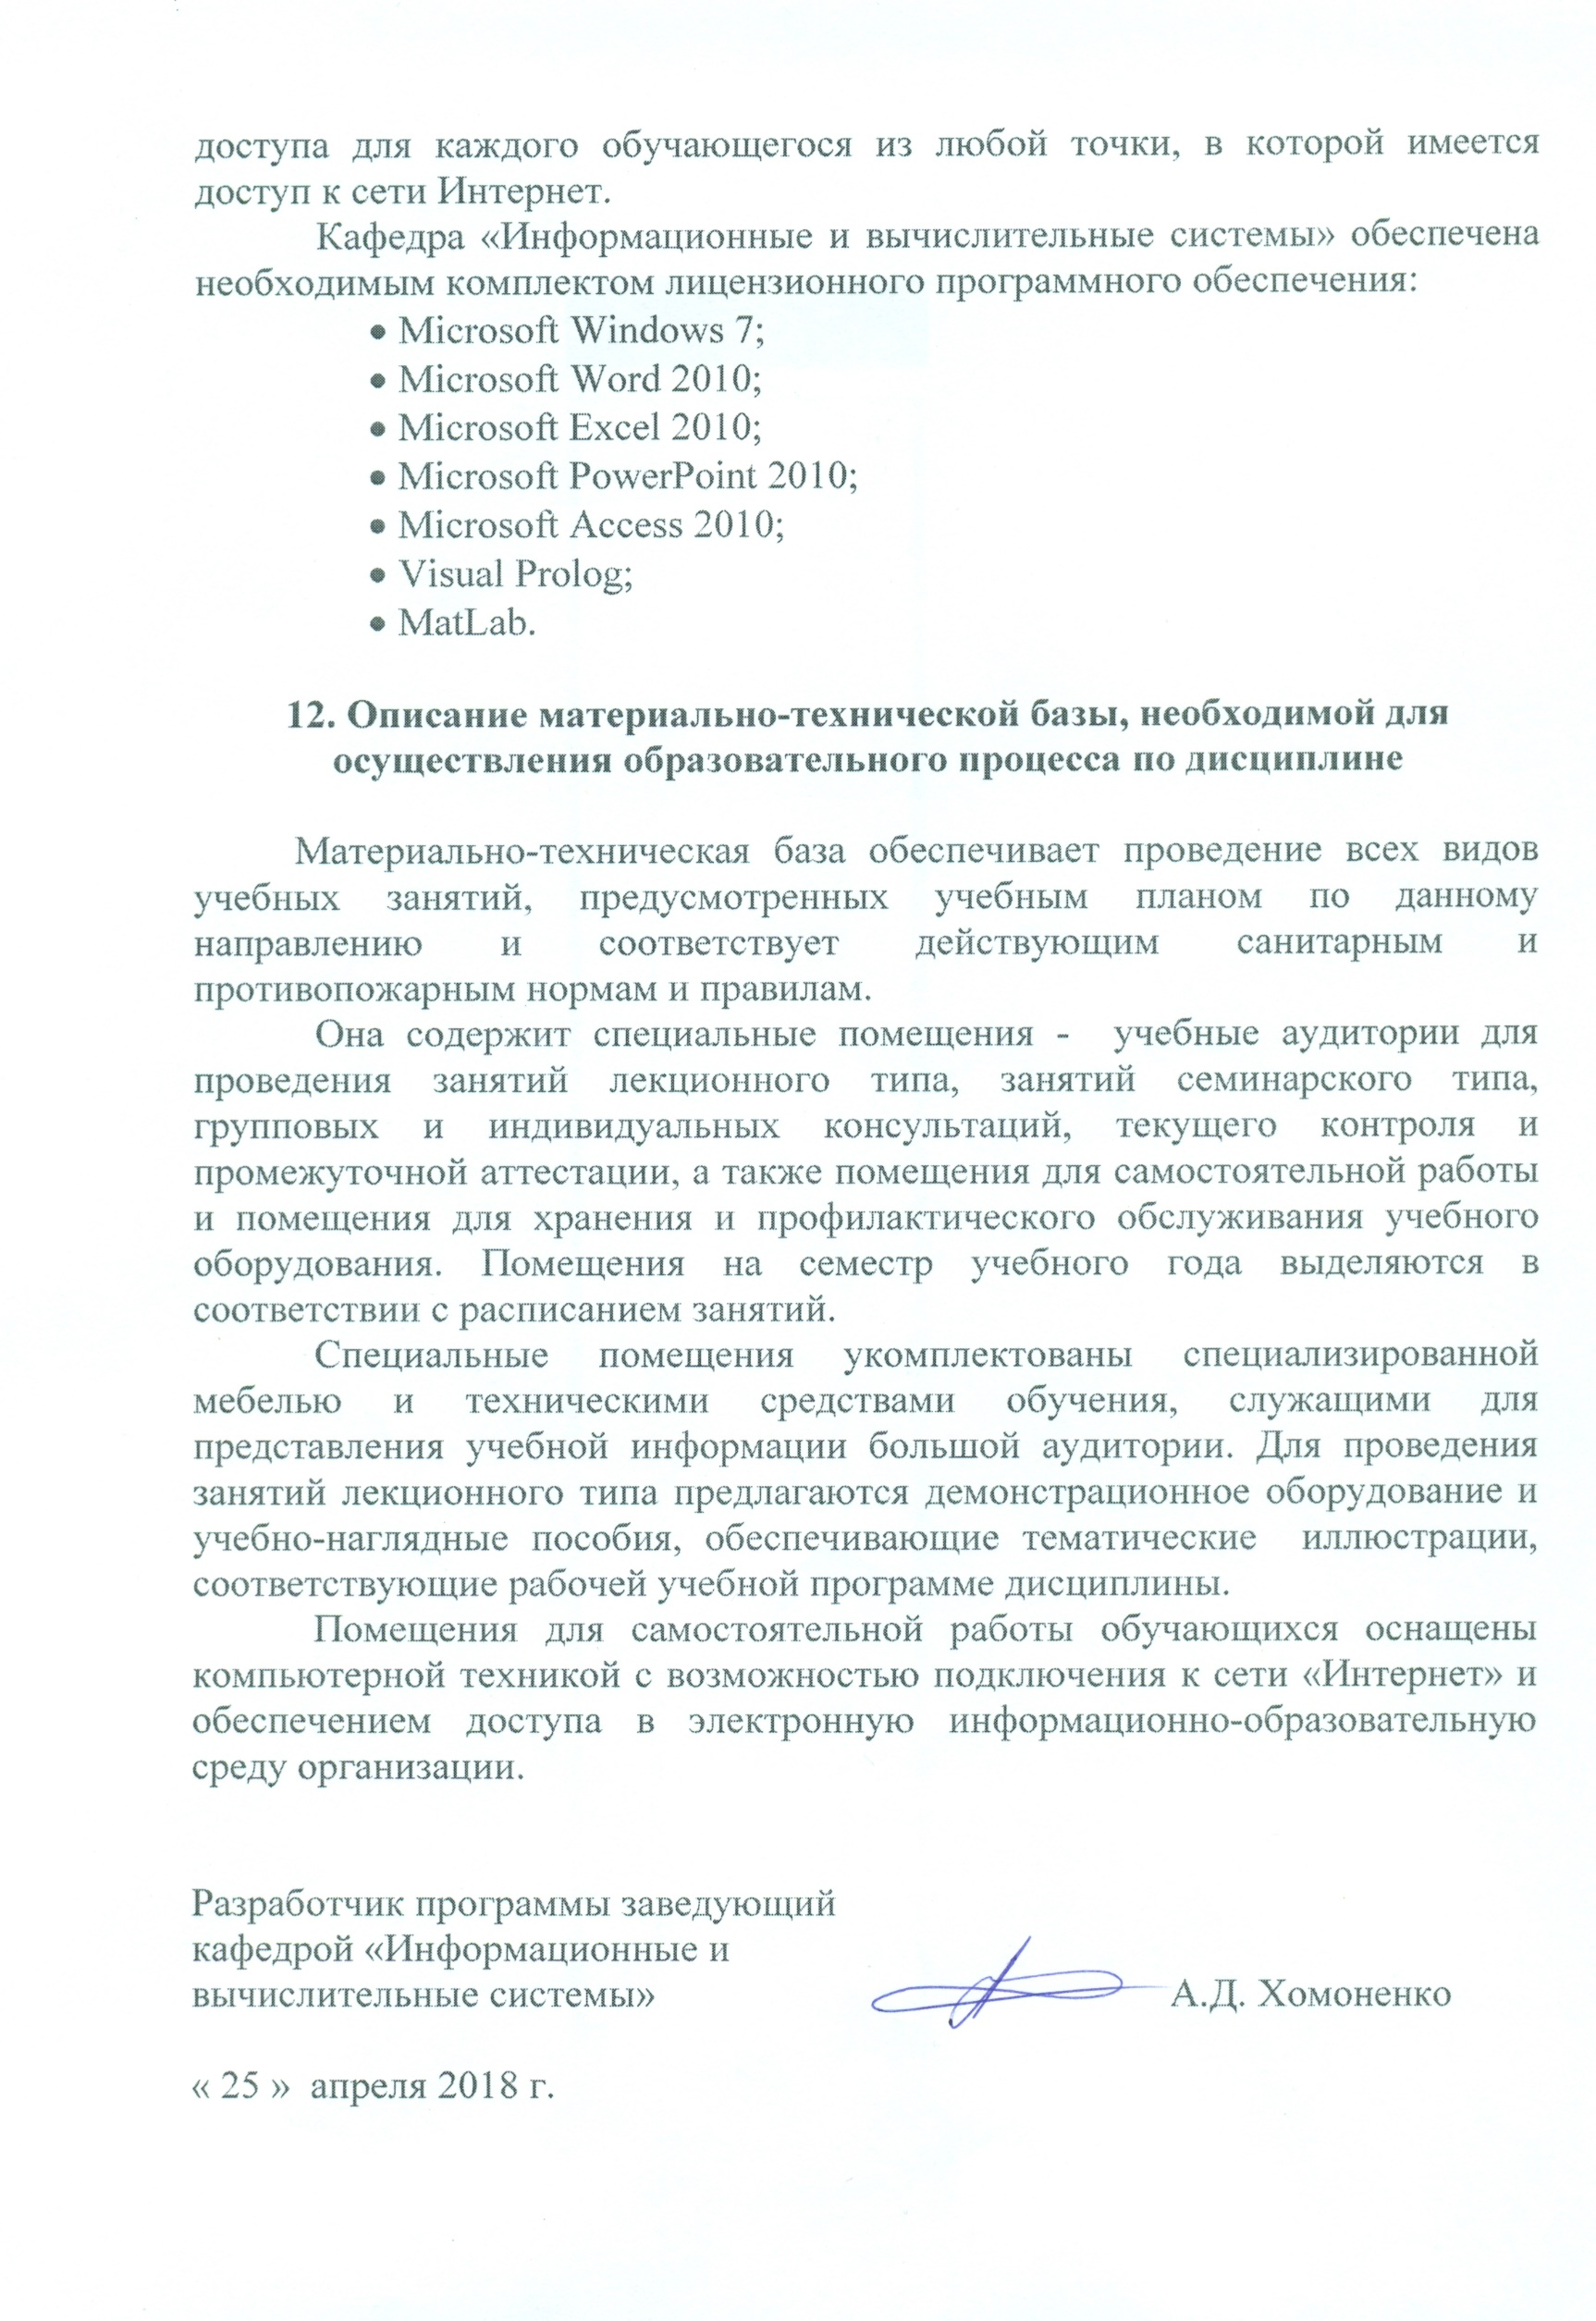 доступа для каждого обучающегося из любой точки, в которой имеется
доступ к сети Интернет.
Кафедра «Информационные и вычислительные системы» обеспечена
необходимым комплектом лицензионного программного обеспечения:
• Microsoft Windows 7;
• Microsoft Word 2010;
• Microsoft Excel 2010;
• Microsoft PowerPoint 2010;
• Microsoft Access 2010;
• Visual Prolog;
• MatLab.
12. Описание материально-технической базы, необходимой для
осуществления образовательного процесса по дисциплине
Материально-техническая база обеспечивает проведение всех видов
учебных занятий, предусмотренных учебным планом по данному
направлению и соответствует действующим санитарным и
противопожарным нормам и правилам.
Она содержит специальные помещения - учебные аудитории для
проведения занятий лекционного типа, занятий семинарского типа,
групповых и индивидуальных консультаций, текущего контроля и
промежуточной аттестации, а также помещения для самостоятельной работы
и помещения для хранения и профилактического обслуживания учебного
оборудования. Помещения на семестр учебного года выделяются в
соответствии с расписанием занятий.
Специальные помещения укомплектованы специализированной
мебелью и техническими средствами обучения, служащими для
представления учебной информации большой аудитории. Для проведения
занятий лекционного типа предлагаются демонстрационное оборудование и
учебно-наглядные пособия, обеспечивающие тематические иллюстрации,
соответствующие рабочей учебной программе дисциплины.
Помещения для самостоятельной работы обучающихся оснащены
компьютерной техникой с возможностью подключения к сети «Интернет» и
обеспечением доступа в электронную информационно-образовательную
среду организации.
Разработчик программы заведующий
кафедрой «Информационные и
вычислительные системы» А.Д. Хомоненко
« 25 » апреля 2018 г.